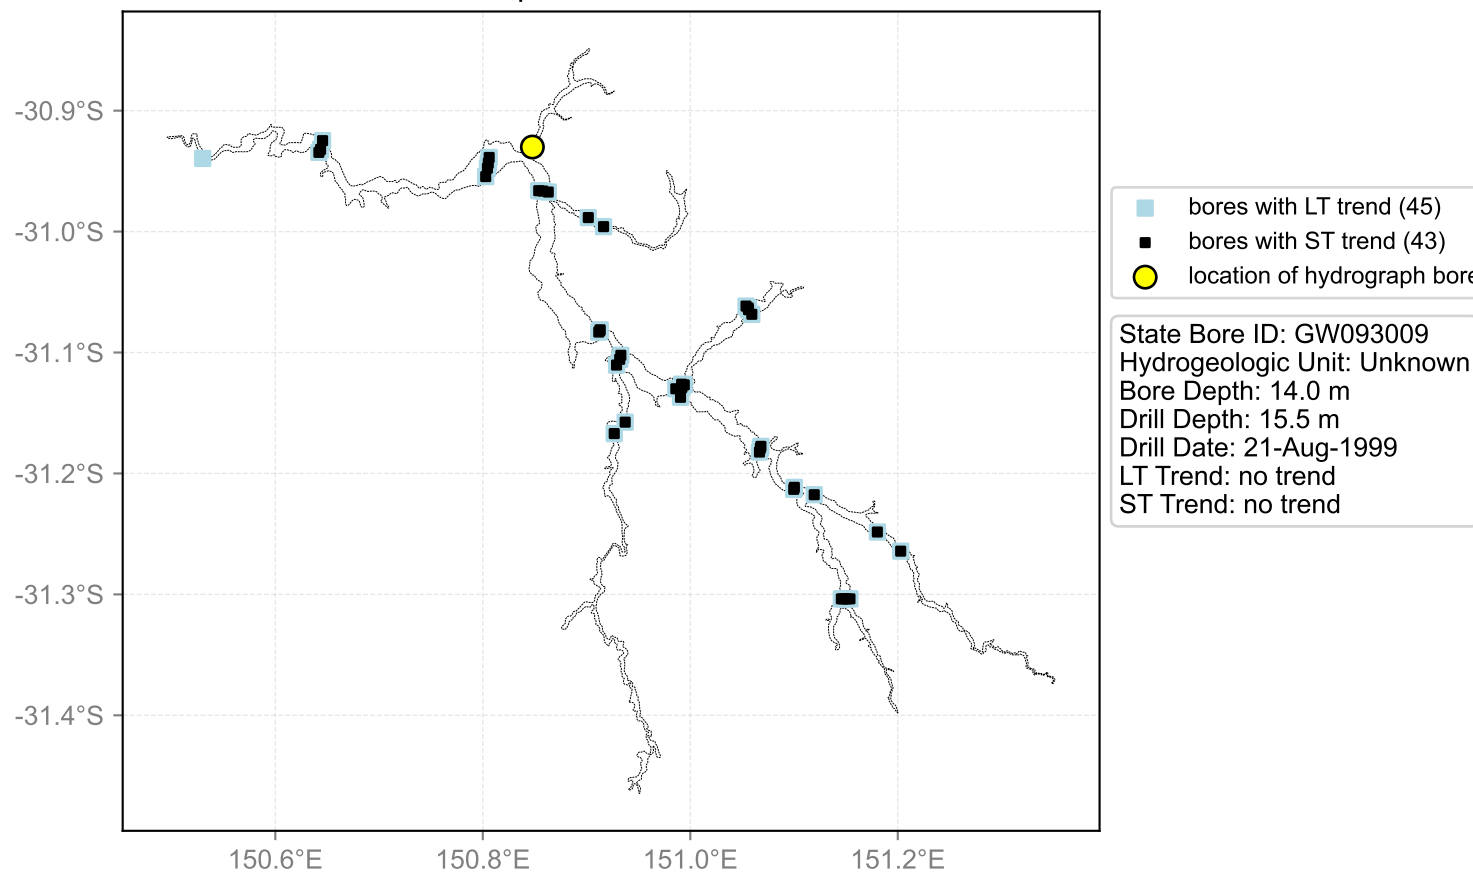 -30.9°S
-31.0°S
-31.1°S
-31.2°S
-31.3°S
-31.4°S
150.6°E
150.8°E
151.0°E
151.2°E
bores with LT trend (45)
bores with ST trend (43)
location of hydrograph bore
State Bore ID: GW093009
Hydrogeologic Unit: Unknown
Bore Depth: 14.0 m
Drill Depth: 15.5 m
Drill Date: 21-Aug-1999
LT Trend: no trend
ST Trend: no trend